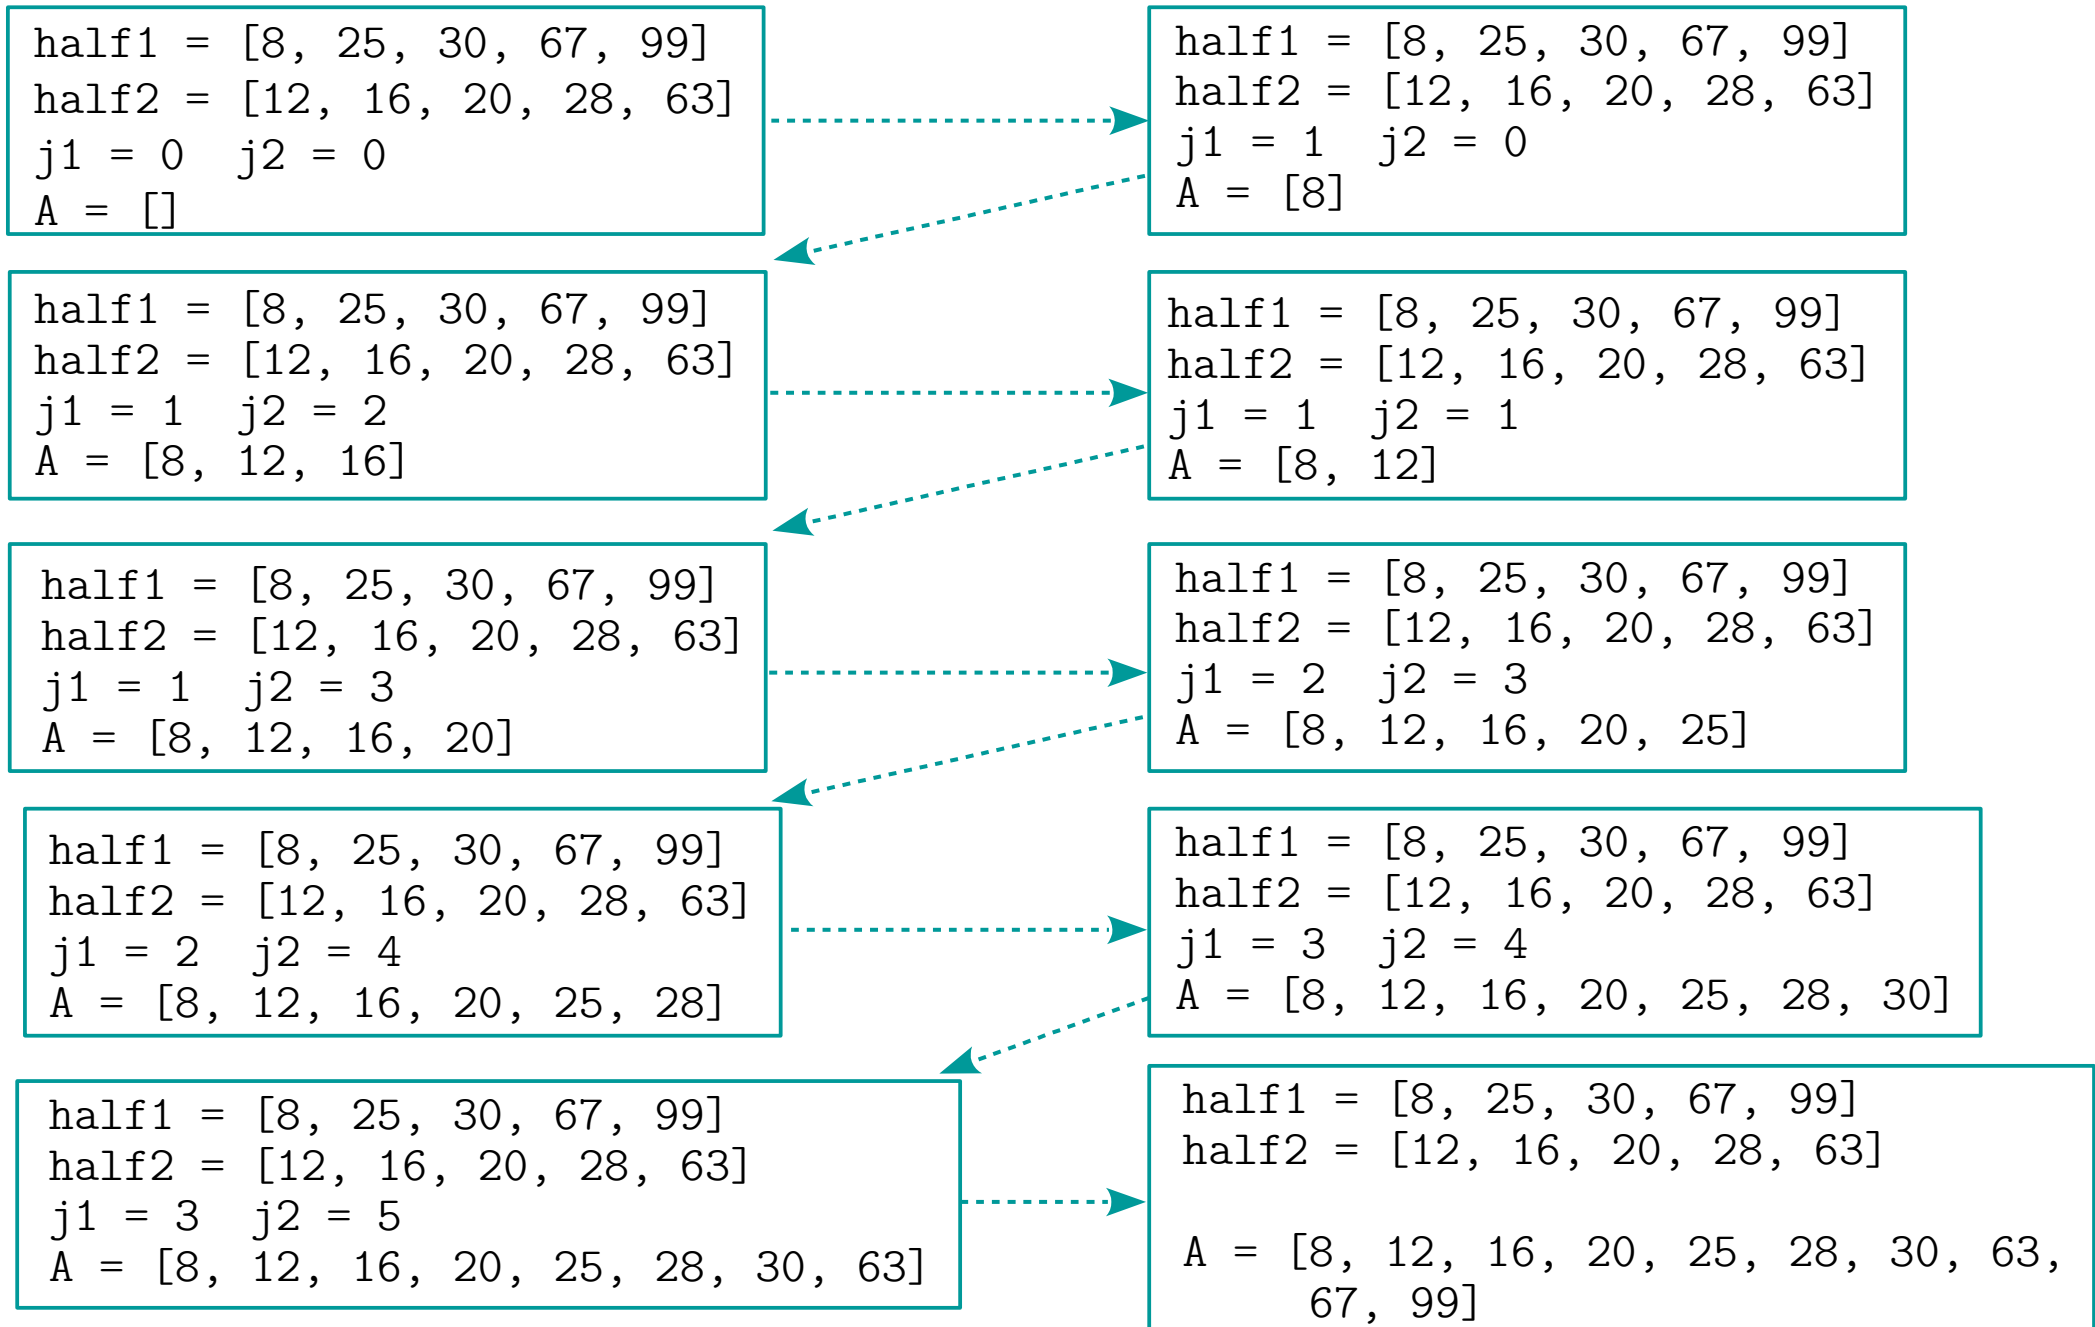 half1 = [8, 25, 30, 67, 99]
half2 = [12, 16, 20, 28, 63]
j1 = 0 j2 = 0
A = []
half1 = [8, 25, 30, 67, 99]
half2 = [12, 16, 20, 28, 63]
j1 = 1 j2 = 0
A = [8]
half1 = [8, 25, 30, 67, 99]
half2 = [12, 16, 20, 28, 63]
j1 = 1 j2 = 2
A = [8, 12, 16]
half1 = [8, 25, 30, 67, 99]
half2 = [12, 16, 20, 28, 63]
j1 = 1 j2 = 1
A = [8, 12]
half1 = [8, 25, 30, 67, 99]
half2 = [12, 16, 20, 28, 63]
j1 = 1 j2 = 3
A = [8, 12, 16, 20]
half1 = [8, 25, 30, 67, 99]
half2 = [12, 16, 20, 28, 63]
j1 = 2 j2 = 3
A = [8, 12, 16, 20, 25]
half1 = [8, 25, 30, 67, 99]
half2 = [12, 16, 20, 28, 63]
j1 = 2 j2 = 4
A = [8, 12, 16, 20, 25, 28]
half1 = [8, 25, 30, 67, 99]
half2 = [12, 16, 20, 28, 63]
j1 = 3 j2 = 4
A = [8, 12, 16, 20, 25, 28, 30]
half1 = [8, 25, 30, 67, 99]
half2 = [12, 16, 20, 28, 63]
j1 = 3 j2 = 5
A = [8, 12, 16, 20, 25, 28, 30, 63]
half1 = [8, 25, 30, 67, 99]
half2 = [12, 16, 20, 28, 63]
A = [8, 12, 16, 20, 25, 28, 30, 63,
67, 99]